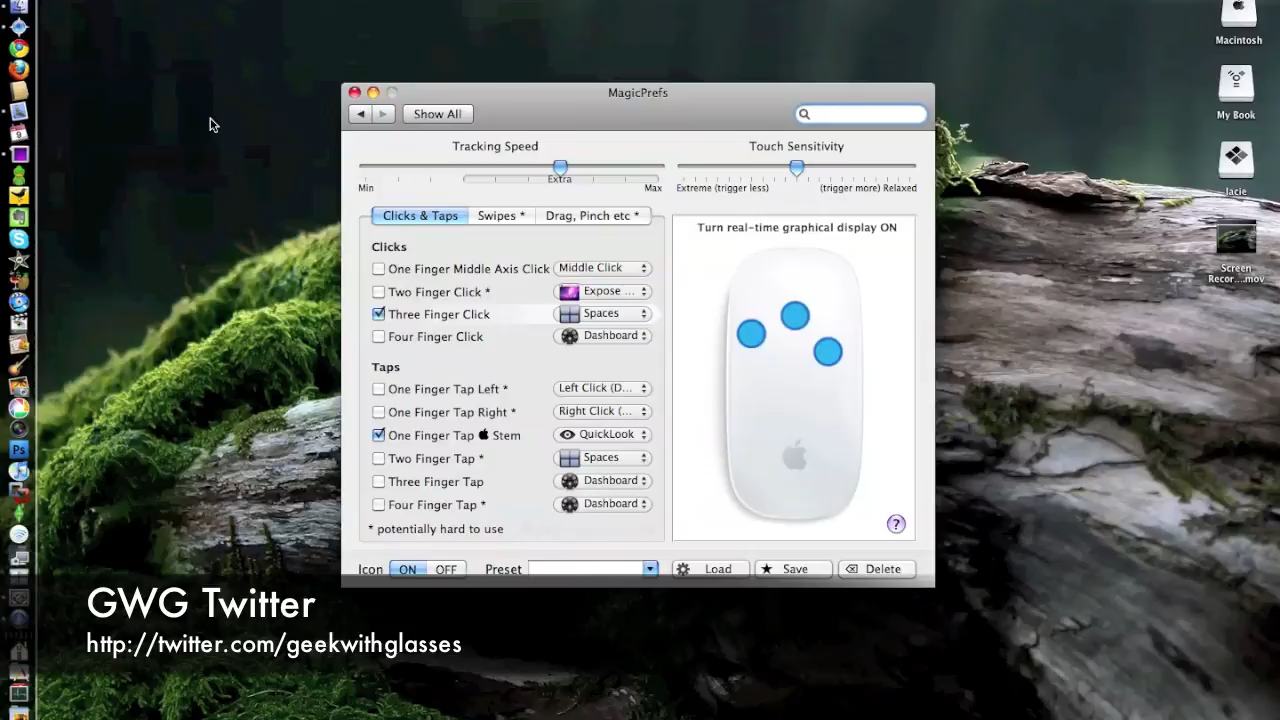 Macintosh
My Book
Jacie
Screen
Recor....mov
MagicPrefs
Show All
Tracking Speed
Touch Sensitivity
Extra
Min
Max
Extreme (trigger less)
(trigger more) Relaxed
Clicks & Taps
Swipes *
Drag, Pinch etc *
Turn real-time graphical display ON
Clicks
One Finger Middle Axis Click
Middle Click
Two Finger Click *
Expose ...
Three Finger Click
Spaces
Four Finger Click
Dashboard
Taps
One Finger Tap Left *
Left Click (D...
One Finger Tap Right *
Right Click (...
One Finger Tap  Stem
QuickLook
Two Finger Tap *
Spaces
Three Finger Tap
Dashboard
Four Finger Tap *
Dashboard
* potentially hard to use
?
Icon
ON
OFF
Preset
Load
Save
Delete
Ps
9
GWG Twitter
http://twitter.com/geekwithglasses